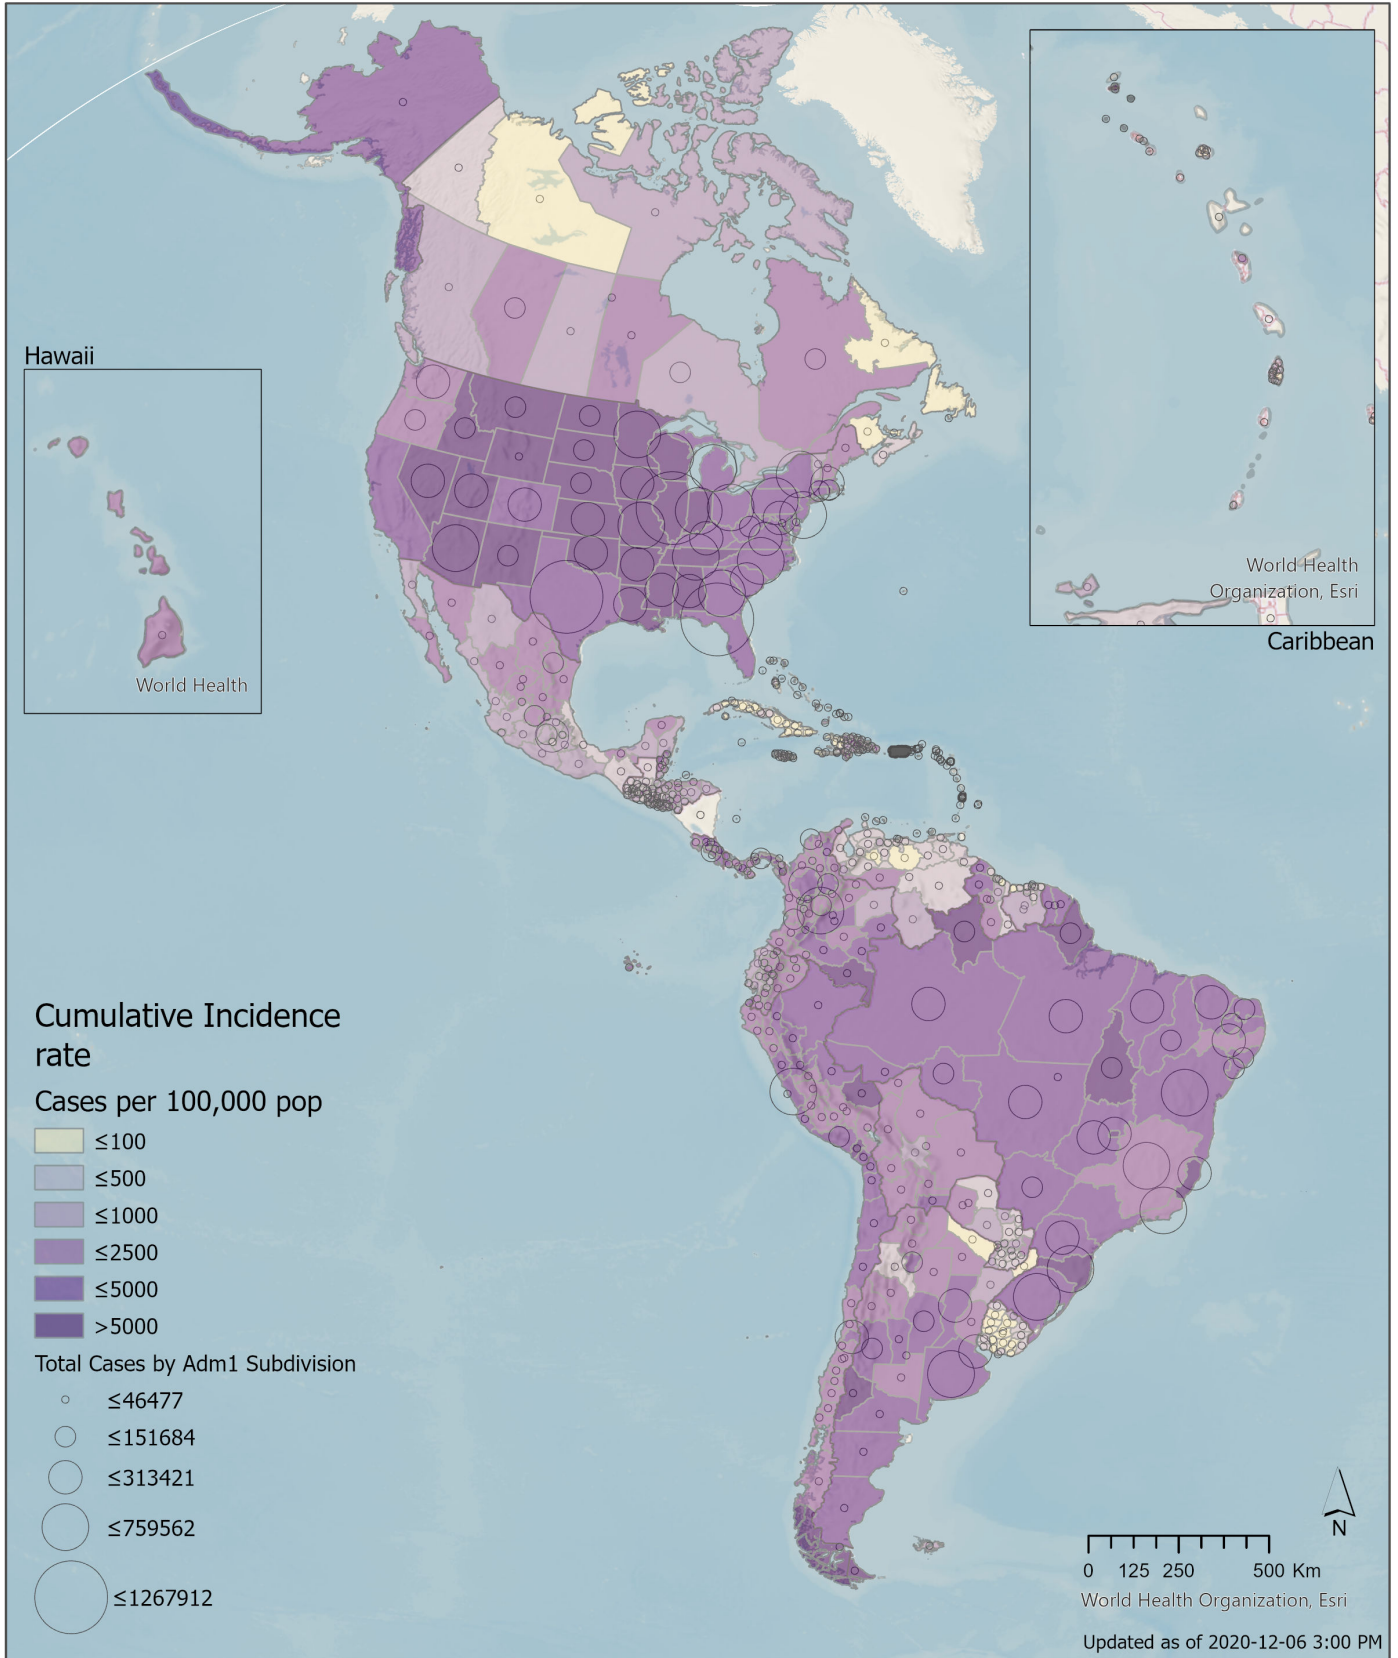 Hawaii
World Health
World Health
Organization, Esri
Caribbean
Cumulative Incidence
rate
Cases per 100,000 pop
≤100
≤500
≤1000
≤2500
≤5000
>5000
Total Cases by Adm1 Subdivision
≤46477
≤151684
≤313421
≤759562
≤1267912
N
0 125 250 500 Km
World Health Organization, Esri
Updated as of 2020-12-06 3:00 PM